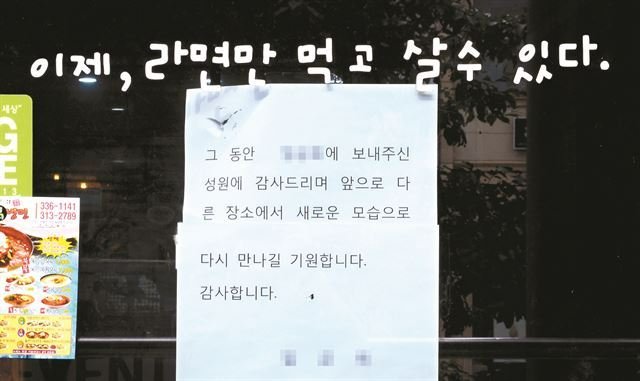 이제, 라면만 먹고 살수 있다.
그 동안 에 보내주신
성원에 감사드리며 앞으로 다
른 장소에서 새로운 모습으로
다시 만나길 기원합니다.
감사합니다.
336-1141
313-2789